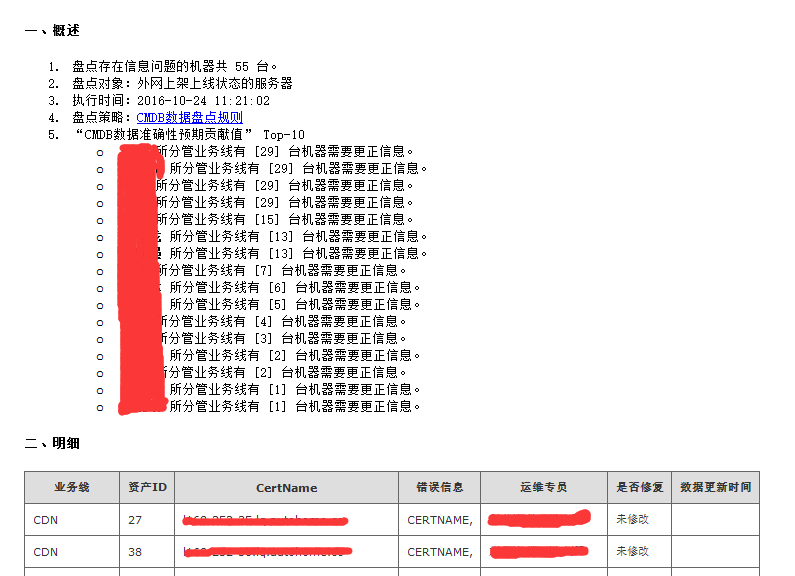 一、概述
1. 盘点存在信息问题的机器共 55 台。
2. 盘点对象：外网上架上线状态的服务器
3. 执行时间：2016-10-24 11:21:02
4. 盘点策略：CMDB数据盘点规则
5. “CMDB数据准确性预期贡献值” Top-10
所分管业务线有 [29] 台机器需要更正信息。
所分管业务线有 [29] 台机器需要更正信息。
所分管业务线有 [29] 台机器需要更正信息。
所分管业务线有 [29] 台机器需要更正信息。
所分管业务线有 [15] 台机器需要更正信息。
所分管业务线有 [13] 台机器需要更正信息。
所分管业务线有 [13] 台机器需要更正信息。
所分管业务线有 [7] 台机器需要更正信息。
所分管业务线有 [6] 台机器需要更正信息。
所分管业务线有 [5] 台机器需要更正信息。
所分管业务线有 [4] 台机器需要更正信息。
所分管业务线有 [3] 台机器需要更正信息。
所分管业务线有 [2] 台机器需要更正信息。
所分管业务线有 [2] 台机器需要更正信息。
所分管业务线有 [1] 台机器需要更正信息。
所分管业务线有 [1] 台机器需要更正信息。
二、明细
业务线 资产ID CertName 错误信息 运维专员 是否修复 数据更新时间
CDN 27 CERTNAME, 未修改
CDN 38 CERTNAME, 未修改